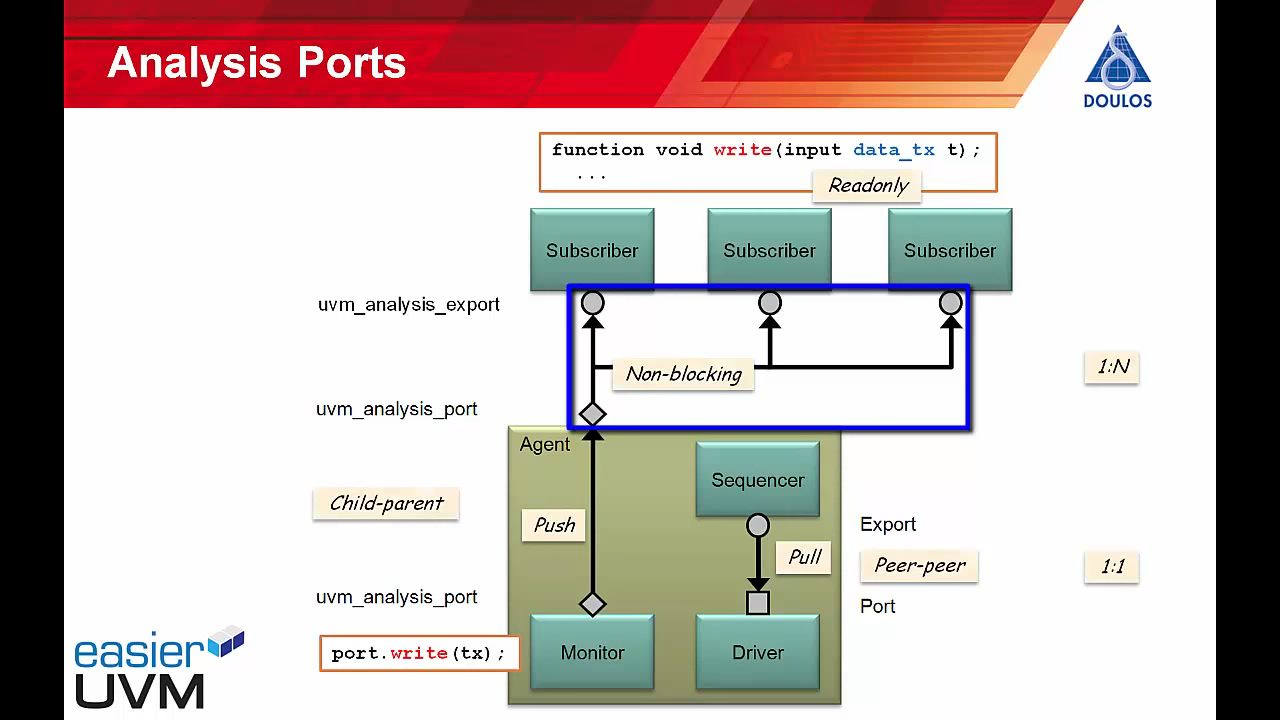 Analysis Ports
DOULOS
function void write(input data_tx t);
...
Readonly
Subscriber
Subscriber
Subscriber
uvm_analysis_export
Non-blocking
1:N
uvm_analysis_port
Agent
Sequencer
Child-parent
Push
Export
Pull
Peer-peer
1:1
uvm_analysis_port
Port
easier
UVM
port.write(tx);
Monitor
Driver